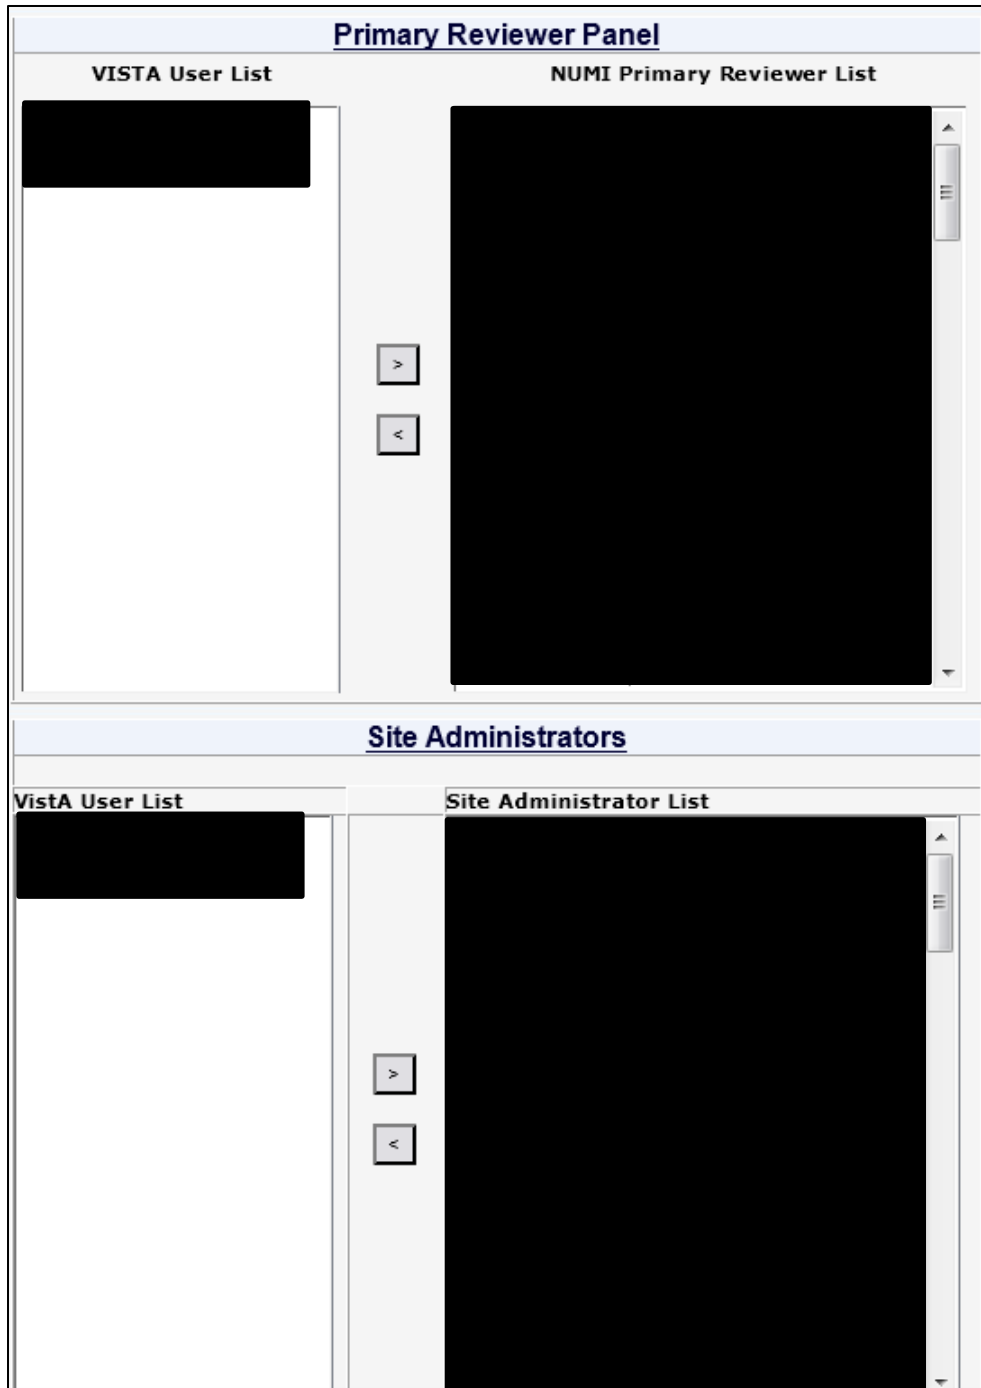 Primary Reviewer Panel
VISTA User List NUMI Primary Reviewer List
>
<
Site Administrators
VistA User List Site Administrator List
>
<